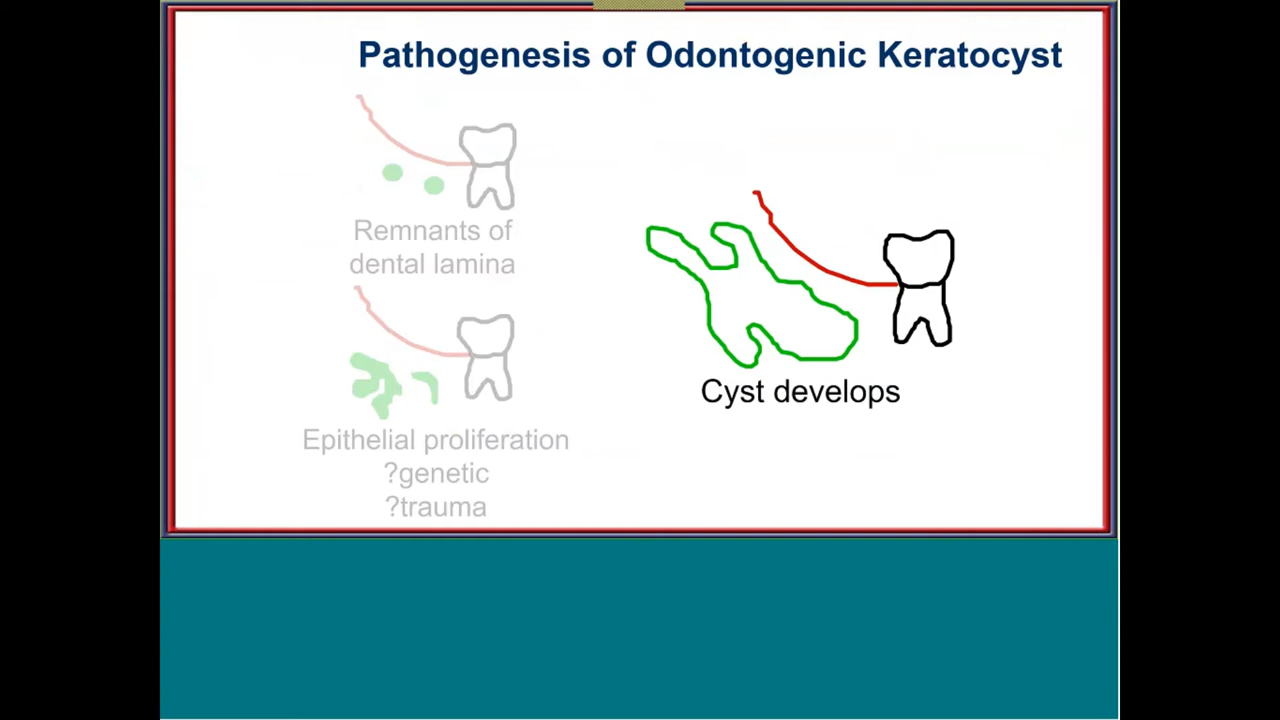 Pathogenesis of Odontogenic Keratocyst
Remnants of
dental lamina
Epithelial proliferation
?genetic
?trauma
Cyst develops